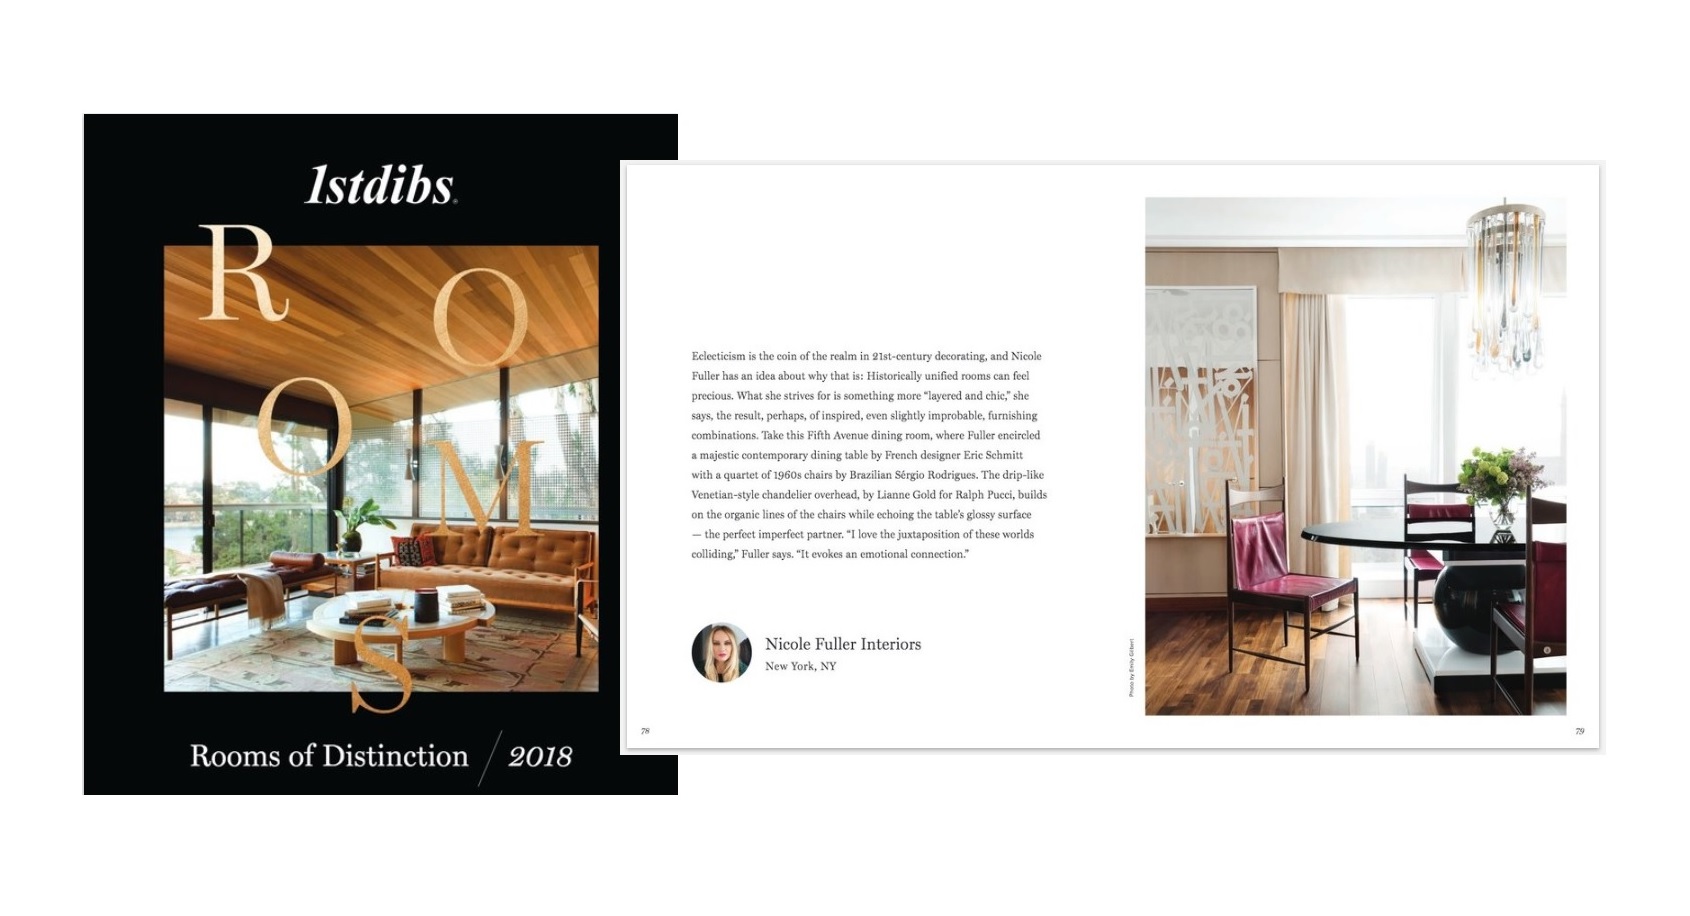 1stdibs®
ROOMS
Rooms of Distinction / 2018
Eclecticism is the coin of the realm in 21st-century decorating, and Nicole
Fuller has an idea about why that is: Historically unified rooms can feel
precious. What she strives for is something more “layered and chic,” she
says, the result, perhaps, of inspired, even slightly improbable, furnishing
combinations. Take this Fifth Avenue dining room, where Fuller encircled
a majestic contemporary dining table by French designer Eric Schmitt
with a quartet of 1960s chairs by Brazilian Sérgio Rodrigues. The drip-like
Venetian-style chandelier overhead, by Lianne Gold for Ralph Pucci, builds
on the organic lines of the chairs while echoing the table’s glossy surface
— the perfect imperfect partner. “I love the juxtaposition of these worlds
colliding,” Fuller says. “It evokes an emotional connection.”
Nicole Fuller Interiors
New York, NY
78
Photo by Emily Gilbert
79